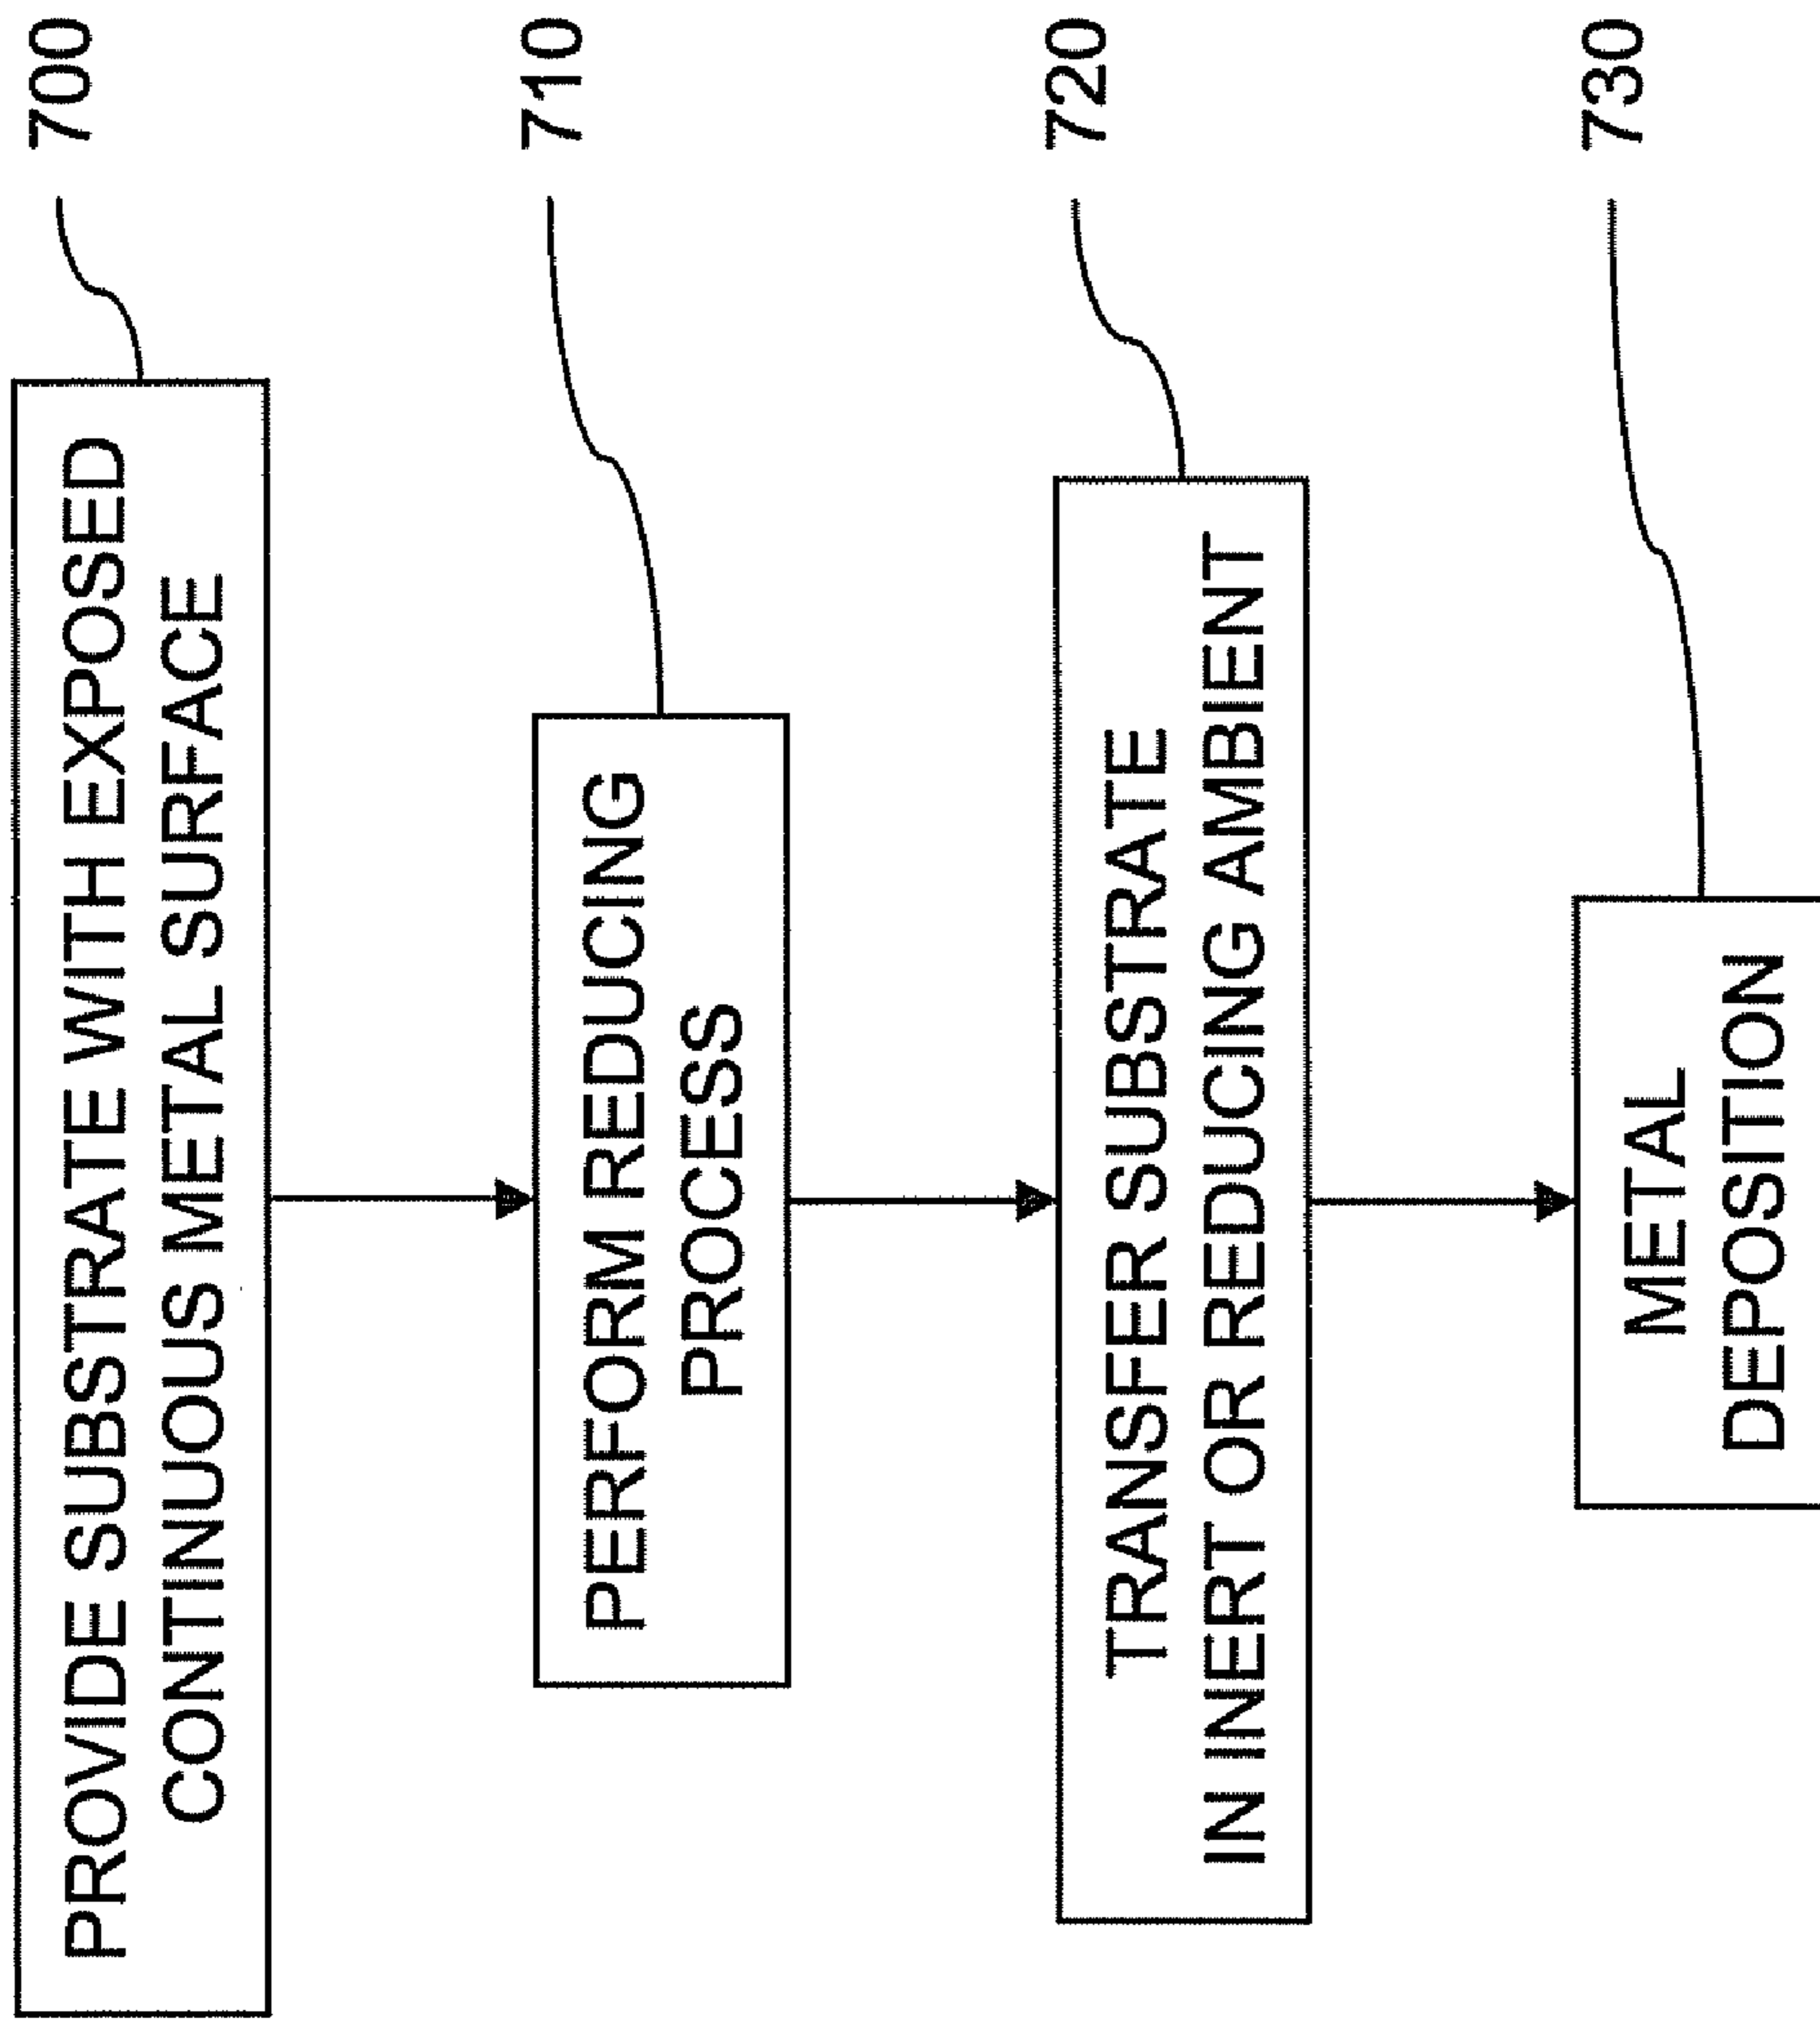 PROVIDE SUBSTRATE WITH EXPOSED
CONTINUOUS METAL SURFACE
700
PERFORM REDUCING
PROCESS
710
TRANSFER SUBSTRATE
IN INERT OR REDUCING AMBIENT
720
METAL
DEPOSITION
730